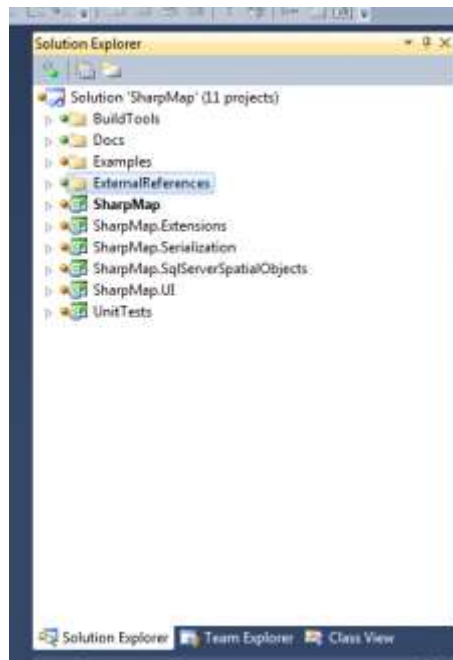 Solution Explorer
Solution 'SharpMap' (11 projects)
BuildTools
Docs
Examples
ExternalReferences
SharpMap
SharpMap.Extensions
SharpMap.Serialization
SharpMap.SqlServerSpatialObjects
SharpMap.UI
UnitTests
Solution Explorer Team Explorer Class View